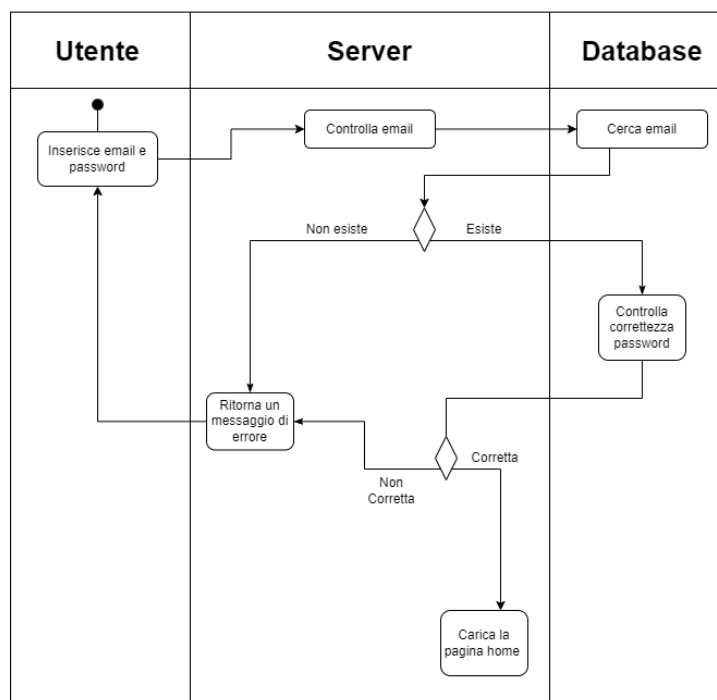 Utente
Server
Database
Inserisce email e
password
Controlla email
Cerca email
Non esiste
Esiste
Controlla
correttezza
password
Ritorna un
messaggio di
errore
Corretta
Non
Corretta
Carica la
pagina home